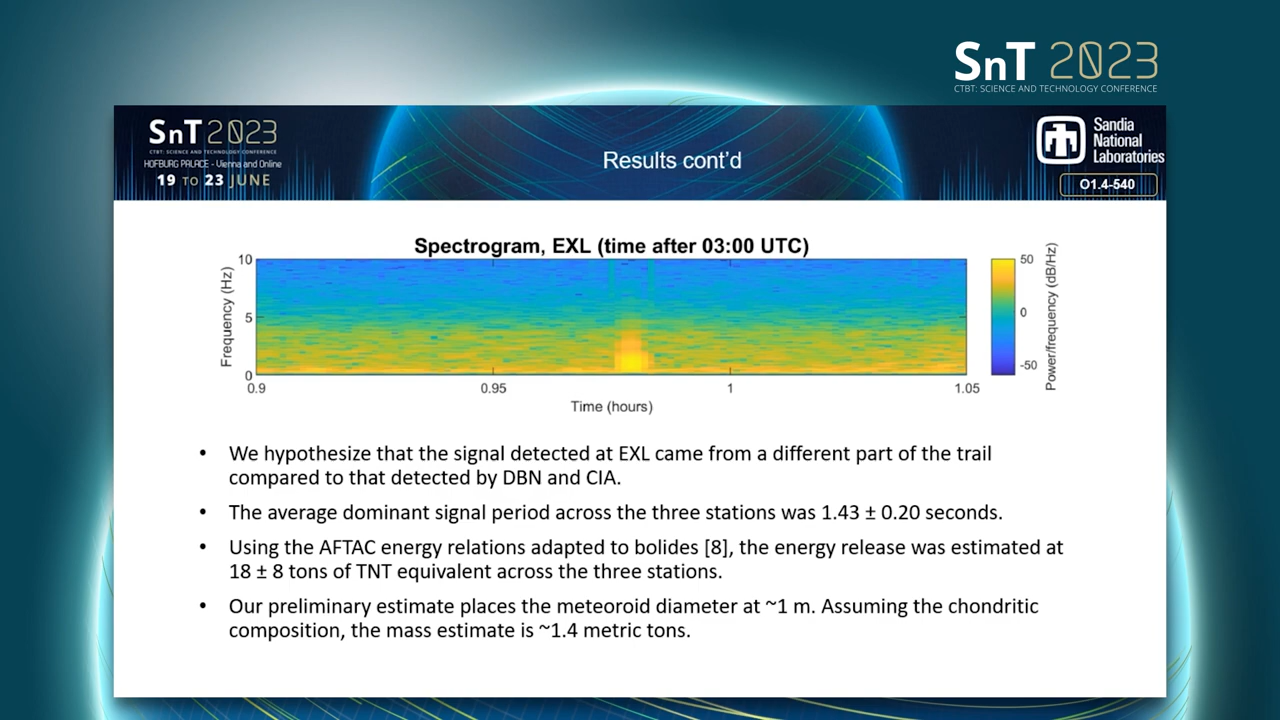 SnT 2023
CTBT: SCIENCE AND TECHNOLOGY CONFERENCE
SnT 2023
CTBT: SCIENCE AND TECHNOLOGY CONFERENCE
HOFBURG PALACE - Vienna and Online
19 TO 23 JUNE
Results cont’d
Sandia
National
Laboratories
O1.4-540
Spectrogram, EXL (time after 03:00 UTC)
Frequency (Hz)
10
5
0
0.9
0.95
1
1.05
Time (hours)
50
0
-50
Power/frequency (dB/Hz)
• We hypothesize that the signal detected at EXL came from a different part of the trail
compared to that detected by DBN and CIA.
• The average dominant signal period across the three stations was 1.43 ± 0.20 seconds.
• Using the AFTAC energy relations adapted to bolides [8], the energy release was estimated at
18 ± 8 tons of TNT equivalent across the three stations.
• Our preliminary estimate places the meteoroid diameter at ~1 m. Assuming the chondritic
composition, the mass estimate is ~1.4 metric tons.